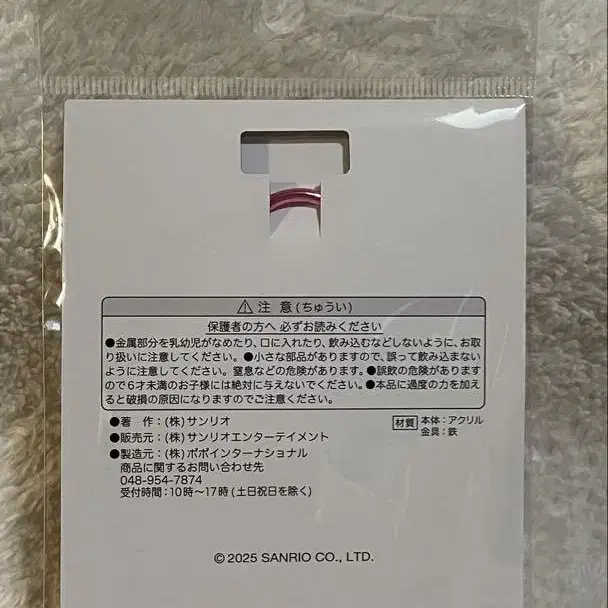 ⚠ 注意(ちゅうい)
保護者の方へ 必ずお読みください
●金属部分を乳幼児がなめたり、口に入れたり、飲み込むなどしないように、お取
り扱いに注意してください。●小さな部品がありますので、誤って飲み込まない
ように注意してください。窒息などの危険があります。●誤飲の危険があります
ので6才未満のお子様には絶対に与えないでください。●本品に過度の力を加え
ると破損の原因になりますのでご注意ください。
●著 作:(株)サンリオ
●販売元:(株)サンリオエンターテイメント
●製造元:(株)ポポインターナショナル
商品に関するお問い合わせ先
048-954-7874
受付時間:10時〜17時(土日祝日を除く)
材質 本体:アクリル
金具:鉄
© 2025 SANRIO CO., LTD.